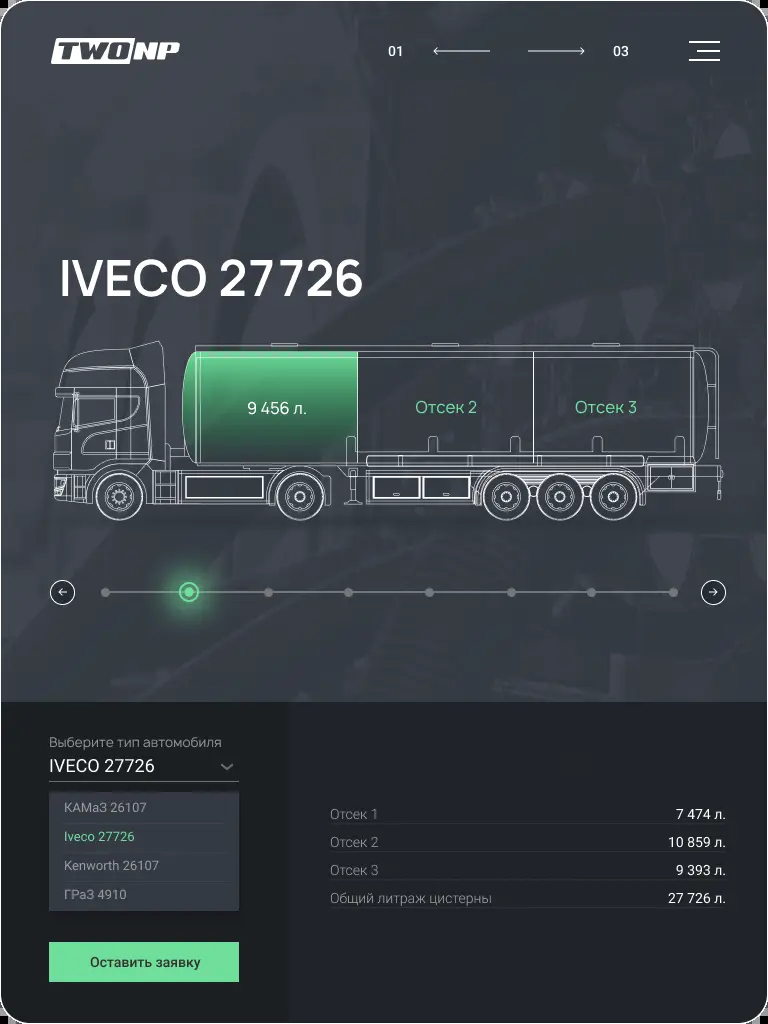 TWONP
01
03
IVECO 27726
9 456 л.
Отсек 2
Отсек 3
Выберите тип автомобиля
IVECO 27726
КАМаЗ 26107
Iveco 27726
Kenworth 26107
ГРаЗ 4910
Оставить заявку
Отсек 1 7 474 л.
Отсек 2 10 859 л.
Отсек 3 9 393 л.
Общий литраж цистерны 27 726 л.